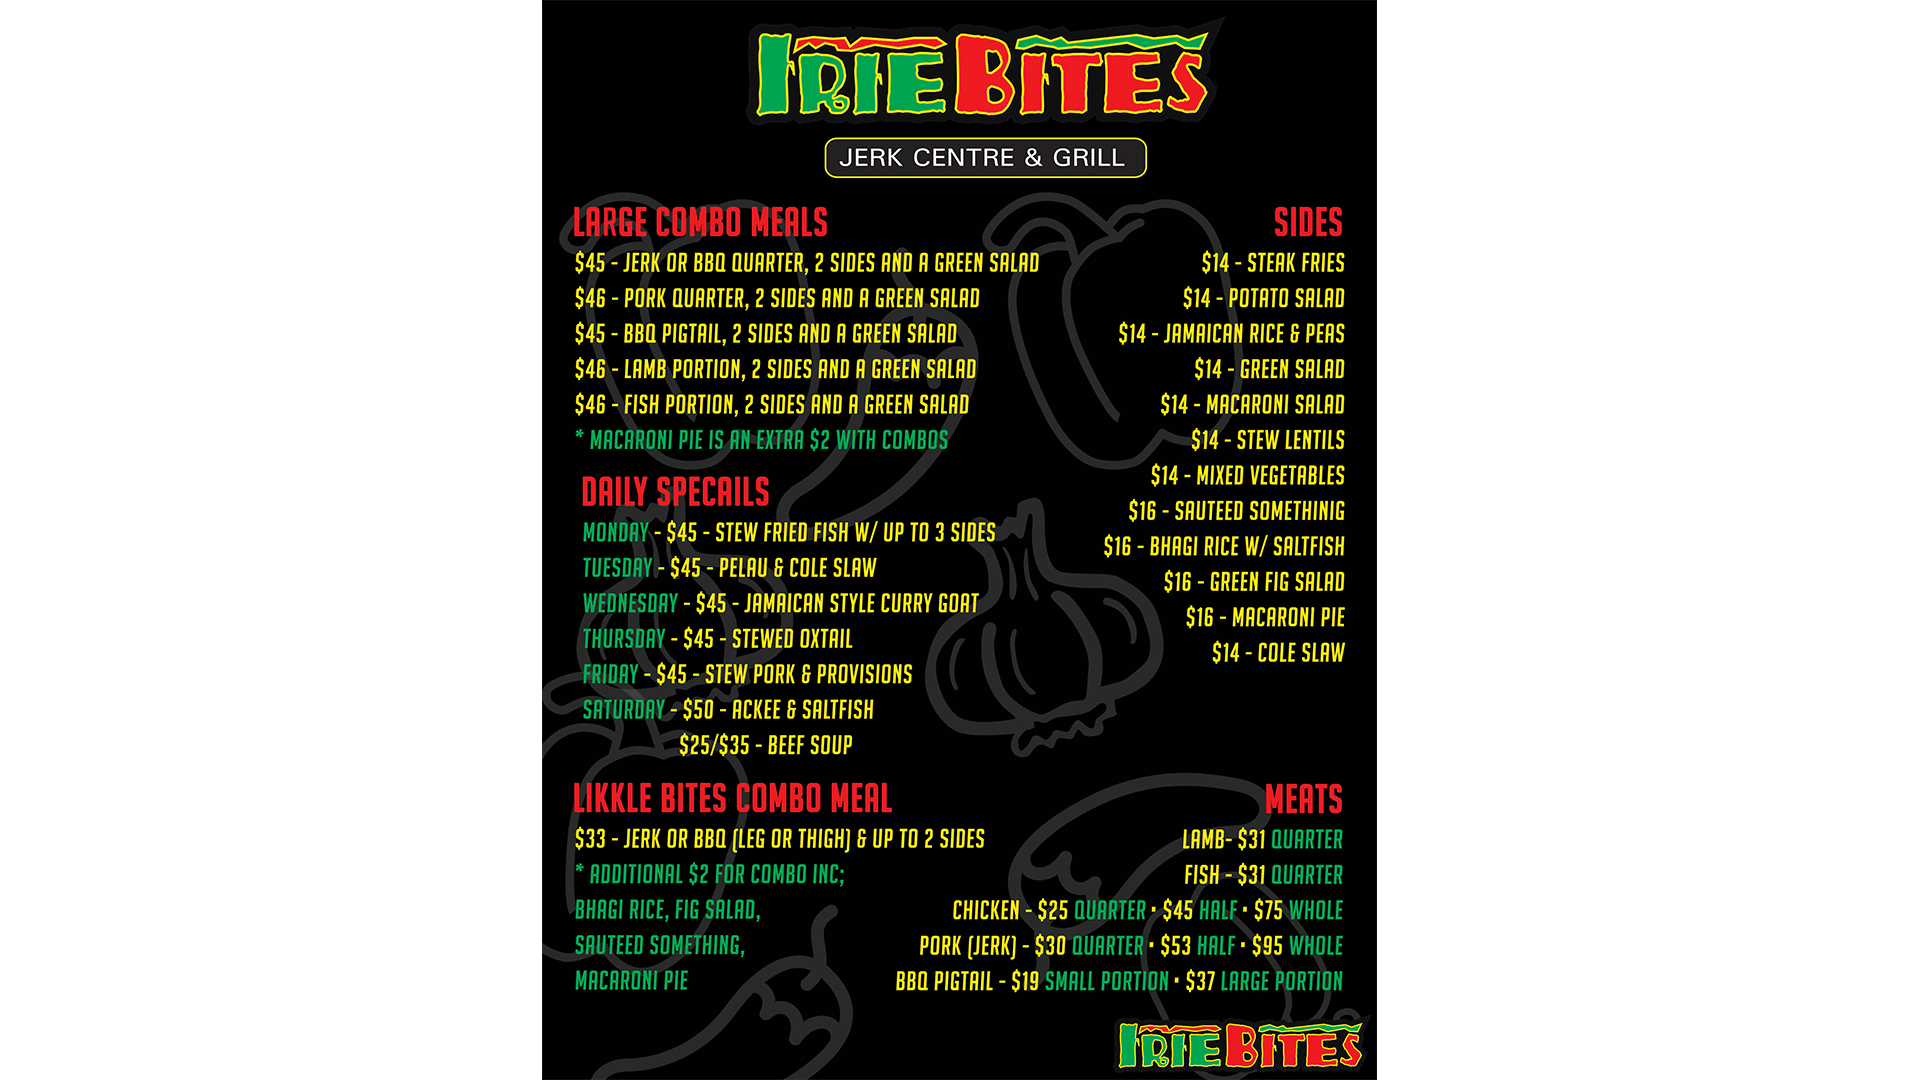 IRIE BITES
JERK CENTRE & GRILL
LARGE COMBO MEALS
$45 - JERK OR BBQ QUARTER, 2 SIDES AND A GREEN SALAD
$46 - PORK QUARTER, 2 SIDES AND A GREEN SALAD
$45 - BBQ PIGTAIL, 2 SIDES AND A GREEN SALAD
$46 - LAMB PORTION, 2 SIDES AND A GREEN SALAD
$46 - FISH PORTION, 2 SIDES AND A GREEN SALAD
* MACARONI PIE IS AN EXTRA $2 WITH COMBOS
DAILY SPECAILS
MONDAY - $45 - STEW FRIED FISH W/ UP TO 3 SIDES
TUESDAY - $45 - PELAU & COLE SLAW
WEDNESDAY - $45 - JAMAICAN STYLE CURRY GOAT
THURSDAY - $45 - STEWED OXTAIL
FRIDAY - $45 - STEW PORK & PROVISIONS
SATURDAY - $50 - ACKEE & SALTFISH
$25/$35 - BEEF SOUP
LIKKLE BITES COMBO MEAL
$33 - JERK OR BBQ (LEG OR THIGH) & UP TO 2 SIDES
* ADDITIONAL $2 FOR COMBO INC;
BHAGI RICE, FIG SALAD,
SAUTEED SOMETHING,
MACARONI PIE
SIDES
$14 - STEAK FRIES
$14 - POTATO SALAD
$14 - JAMAICAN RICE & PEAS
$14 - GREEN SALAD
$14 - MACARONI SALAD
$14 - STEW LENTILS
$14 - MIXED VEGETABLES
$16 - SAUTEED SOMETHINIG
$16 - BHAGI RICE W/ SALTFISH
$16 - GREEN FIG SALAD
$16 - MACARONI PIE
$14 - COLE SLAW
MEATS
LAMB- $31 QUARTER
FISH - $31 QUARTER
CHICKEN - $25 QUARTER • $45 HALF • $75 WHOLE
PORK (JERK) - $30 QUARTER • $53 HALF • $95 WHOLE
BBQ PIGTAIL - $19 SMALL PORTION • $37 LARGE PORTION
IRIE BITES